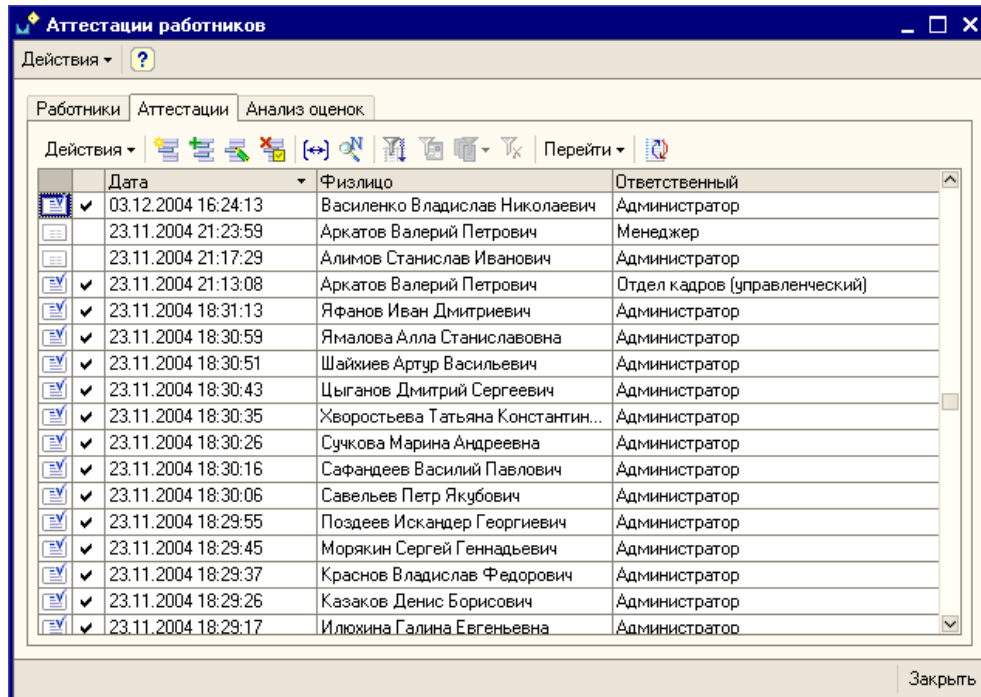 Аттестации работников
Действия
Работники Аттестации Анализ оценок
Действия Перейти
Дата Физлицо Ответственный
03.12.2004 16:24:13 Василенко Владислав Николаевич Администратор
23.11.2004 21:23:59 Аркатов Валерий Петрович Менеджер
23.11.2004 21:17:29 Алимов Станислав Иванович Администратор
23.11.2004 21:13:08 Аркатов Валерий Петрович Отдел кадров (управленческий)
23.11.2004 18:31:13 Яфанов Иван Дмитриевич Администратор
23.11.2004 18:30:59 Ямалова Алла Станиславовна Администратор
23.11.2004 18:30:51 Шайхиев Артур Васильевич Администратор
23.11.2004 18:30:43 Цыганов Дмитрий Сергеевич Администратор
23.11.2004 18:30:35 Хворостьева Татьяна Константин... Администратор
23.11.2004 18:30:26 Сучкова Марина Андреевна Администратор
23.11.2004 18:30:16 Сафандеев Василий Павлович Администратор
23.11.2004 18:30:06 Савельев Петр Якубович Администратор
23.11.2004 18:29:55 Поздеев Искандер Георгиевич Администратор
23.11.2004 18:29:45 Морякин Сергей Геннадьевич Администратор
23.11.2004 18:29:37 Краснов Владислав Федорович Администратор
23.11.2004 18:29:26 Казаков Денис Борисович Администратор
23.11.2004 18:29:17 Илюхина Галина Евгеньевна Администратор
Закрыть